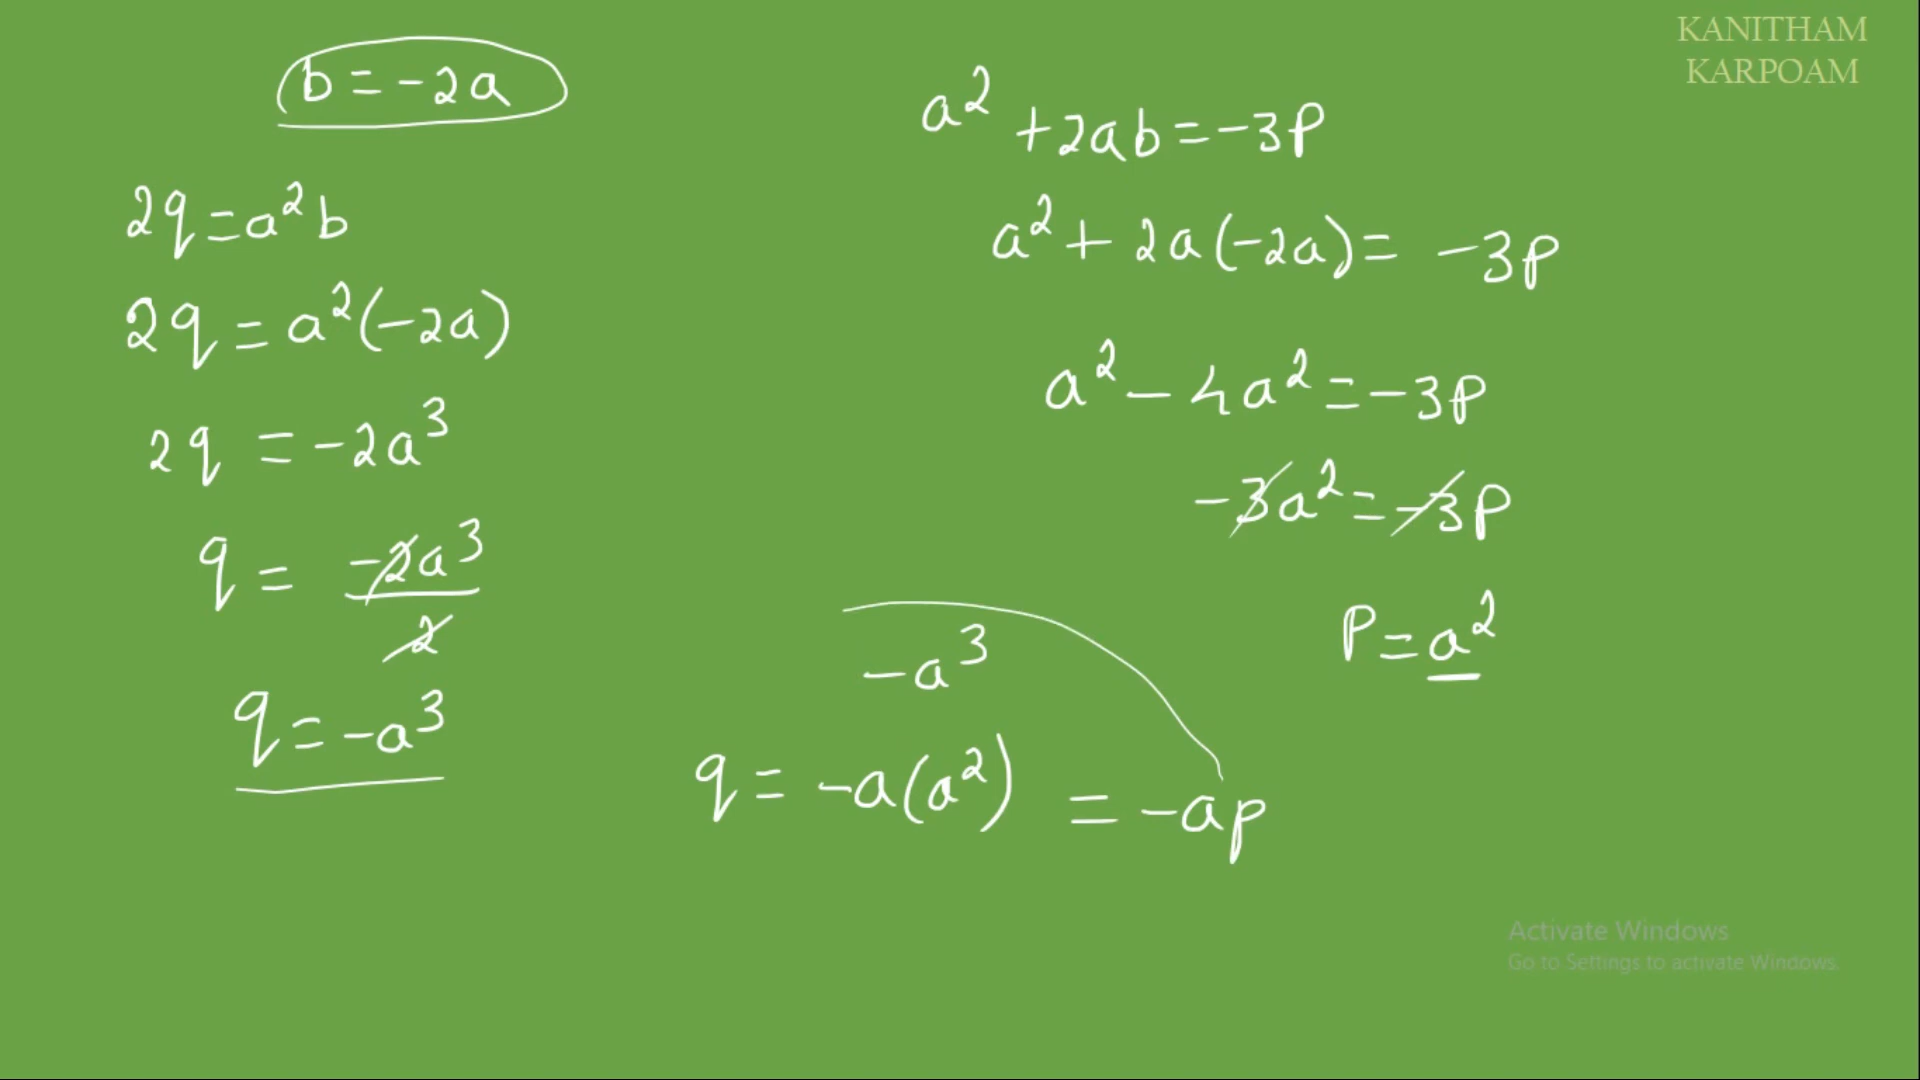 KANITHAM
KARPOAM
b = -2a
2q = a²b
2q = a²(-2a)
2q = -2a³
q = -2a³/2
q = -a³
a² + 2ab = -3P
a² + 2a(-2a) = -3P
a² - 4a² = -3P
-3a² = -3P
P = a²
-a³
q = -a(a²) = -ap
Activate Windows
Go to Settings to activate Windows.